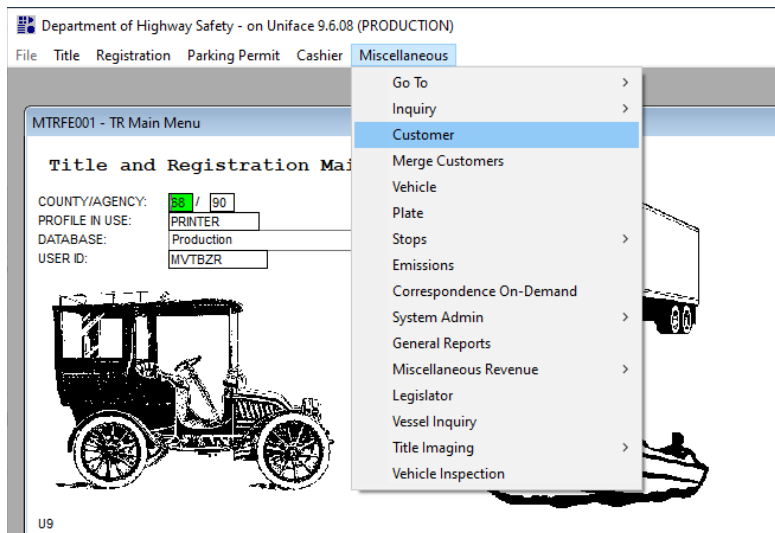 Department of Highway Safety - on Uniface 9.6.08 (PRODUCTION)
File Title Registration Parking Permit Cashier Miscellaneous
Go To
Inquiry
Customer
Merge Customers
Vehicle
Plate
Stops
Emissions
Correspondence On-Demand
System Admin
General Reports
Miscellaneous Revenue
Legislator
Vessel Inquiry
Title Imaging
Vehicle Inspection
MTRFE001 - TR Main Menu
Title and Registration Mai
COUNTY/AGENCY: 68 / 90
PROFILE IN USE: PRINTER
DATABASE: Production
USER ID: MVTBZR
U9